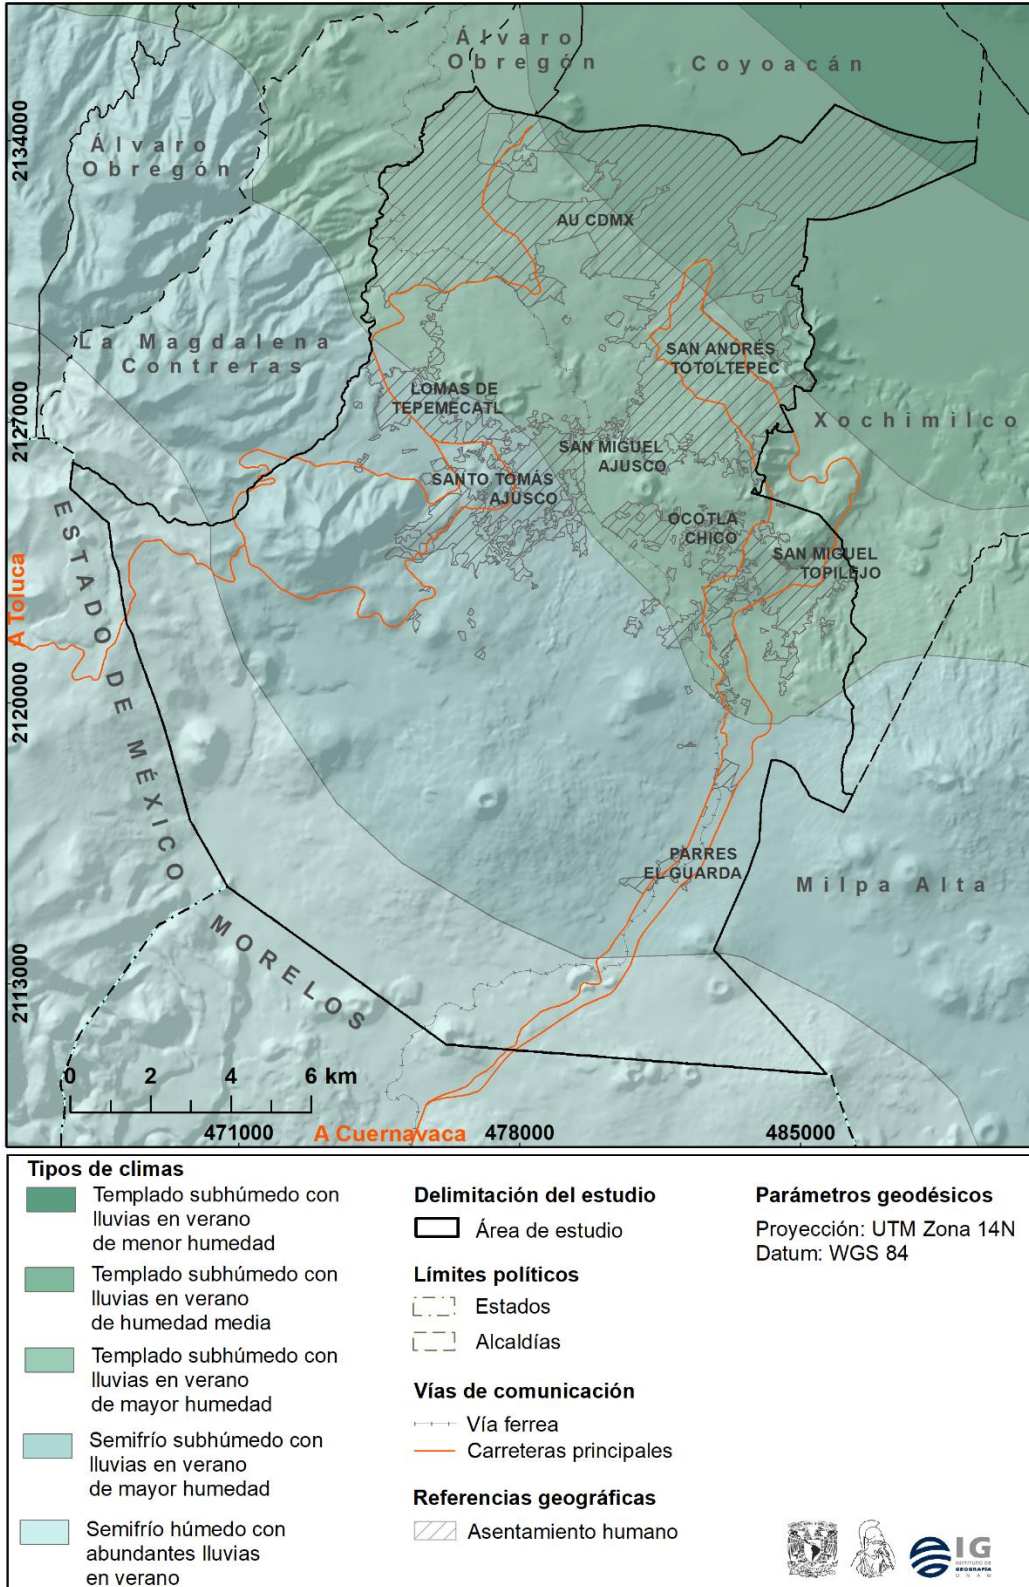 Álvaro
Obregón
Coyoacán
2134000
Álvaro
Obregón
AU CDMX
La Magdalena
Contreras
SAN ANDRÉS
TOTOLTEPEC
LOMAS DE
TEPEMECATL
2127000
Xochimilco
SAN MIGUEL
AJUSCO
SANTO TOMÁS
AJUSCO
OCOTLA
CHICO
SAN MIGUEL
TOPILEJO
A Toluca
ESTADO DE MÉXICO
2120000
PARRES
EL GUARDA
Milpa Alta
MORELOS
2113000
0 2 4 6 km
471000 A Cuernavaca 478000 485000
Tipos de climas
Templado subhúmedo con
lluvias en verano
de menor humedad
Templado subhúmedo con
lluvias en verano
de humedad media
Templado subhúmedo con
lluvias en verano
de mayor humedad
Semifrío subhúmedo con
lluvias en verano
de mayor humedad
Semifrío húmedo con
abundantes lluvias
en verano
Delimitación del estudio
Área de estudio
Límites políticos
Estados
Alcaldías
Vías de comunicación
Vía ferrea
Carreteras principales
Referencias geográficas
Asentamiento humano
Parámetros geodésicos
Proyección: UTM Zona 14N
Datum: WGS 84
IG
INSTITUTO DE
GEOGRAFÍA
UNAM